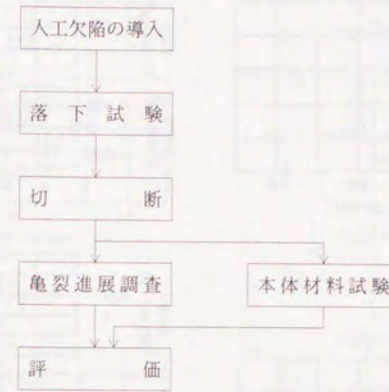 人工欠陥の導入
落下試験
切断
亀裂進展調査
本体材料試験
評価